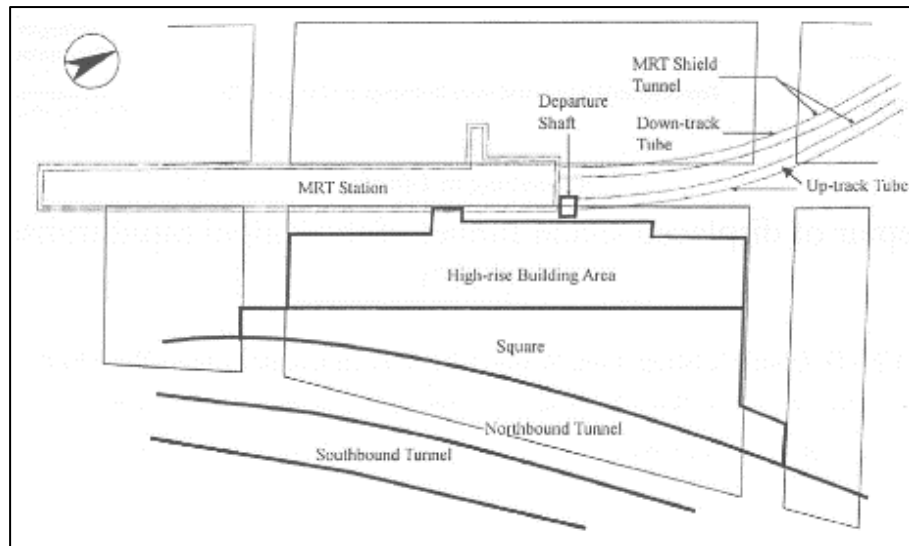 MRT Shield
Tunnel
Departure
Shaft
Down-track
Tube
MRT Station
Up-track Tube
High-rise Building Area
Square
Northbound Tunnel
Southbound Tunnel